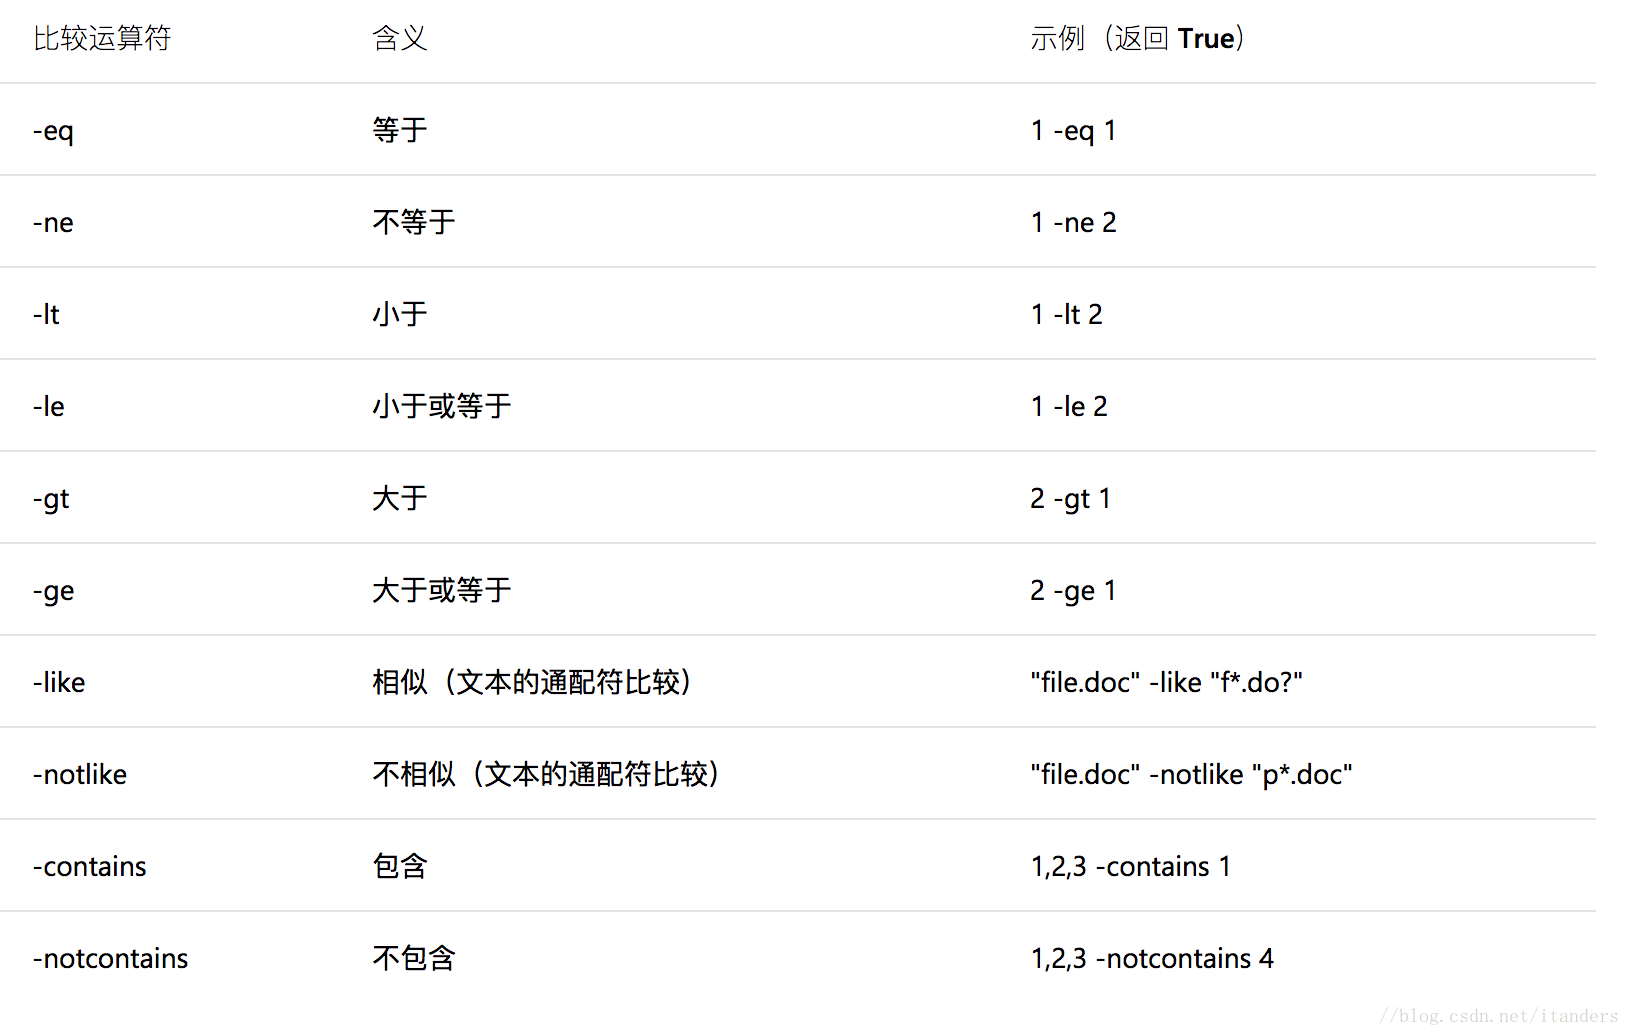 比较运算符 含义 示例（返回 True）
-eq 等于 1 -eq 1
-ne 不等于 1 -ne 2
-lt 小于 1 -lt 2
-le 小于或等于 1 -le 2
-gt 大于 2 -gt 1
-ge 大于或等于 2 -ge 1
-like 相似（文本的通配符比较） "file.doc" -like "f*.do?"
-notlike 不相似（文本的通配符比较） "file.doc" -notlike "p*.doc"
-contains 包含 1,2,3 -contains 1
-notcontains 不包含 1,2,3 -notcontains 4
//blog.csdn.net/itanders